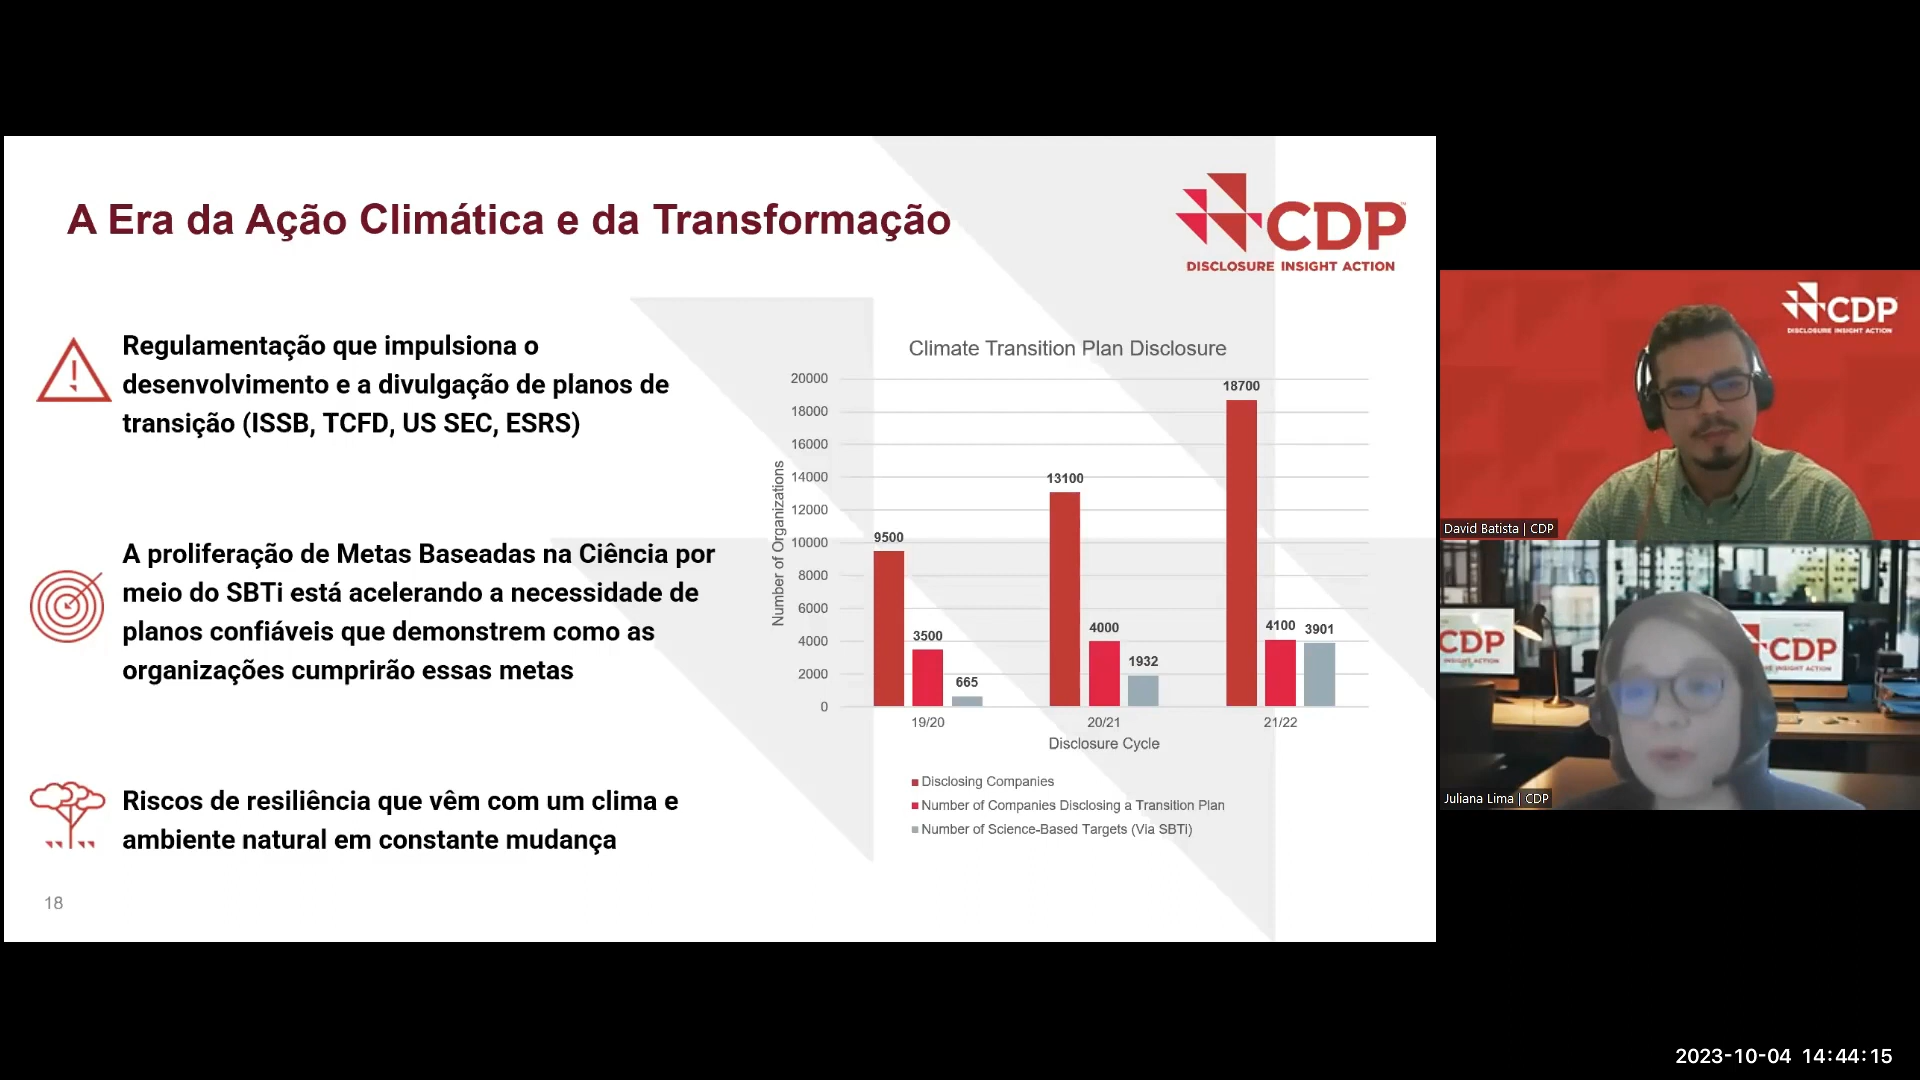 A Era da Ação Climática e da Transformação
CDP
DISCLOSURE INSIGHT ACTION
Regulamentação que impulsiona o
desenvolvimento e a divulgação de planos de
transição (ISSB, TCFD, US SEC, ESRS)
A proliferação de Metas Baseadas na Ciência por
meio do SBTi está acelerando a necessidade de
planos confiáveis que demonstrem como as
organizações cumprirão essas metas
Riscos de resiliência que vêm com um clima e
ambiente natural em constante mudança
18
Climate Transition Plan Disclosure
Number of Organizations
20000
18000
16000
14000
12000
10000
8000
6000
4000
2000
0
9500
3500
665
13100
4000
1932
18700
4100
3901
19/20
20/21
21/22
Disclosure Cycle
Disclosing Companies
Number of Companies Disclosing a Transition Plan
Number of Science-Based Targets (Via SBTi)
CDP
DISCLOSURE INSIGHT ACTION
David Batista | CDP
CDP
INSIGHT ACTION
CDP
INSIGHT ACTION
Juliana Lima | CDP
2023-10-04 14:44:15